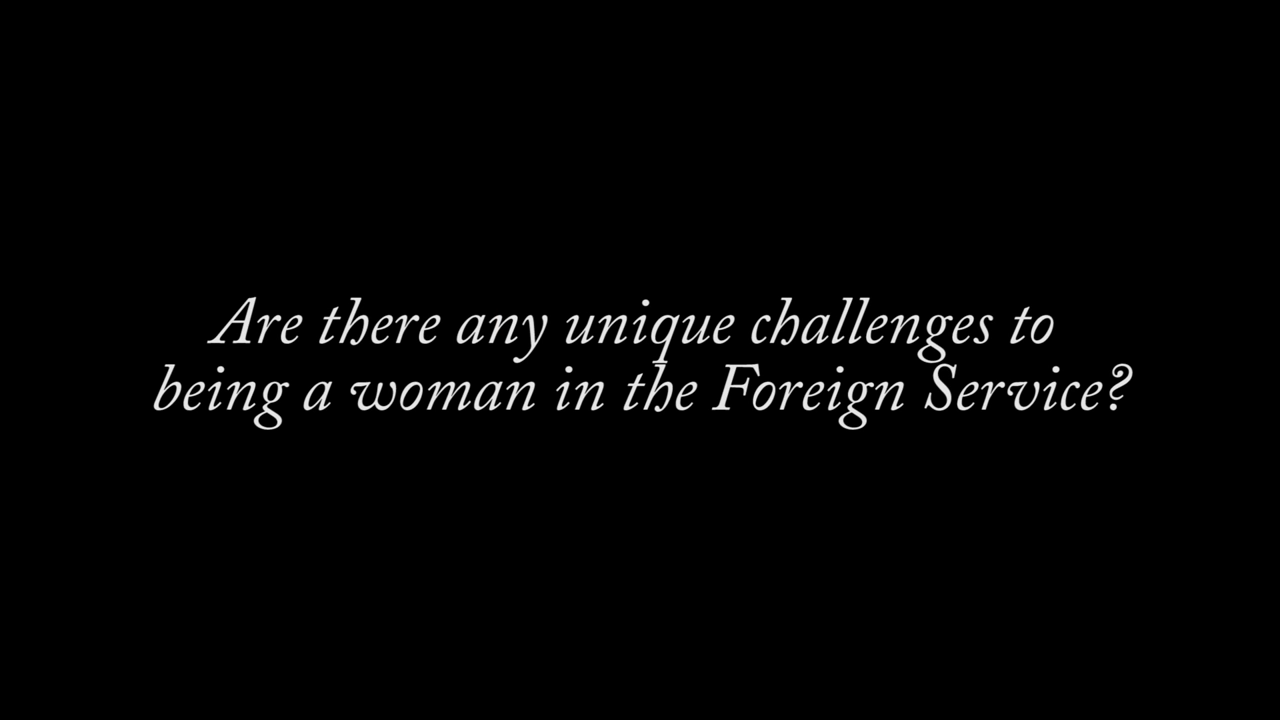 Are there any unique challenges to
being a woman in the Foreign Service?